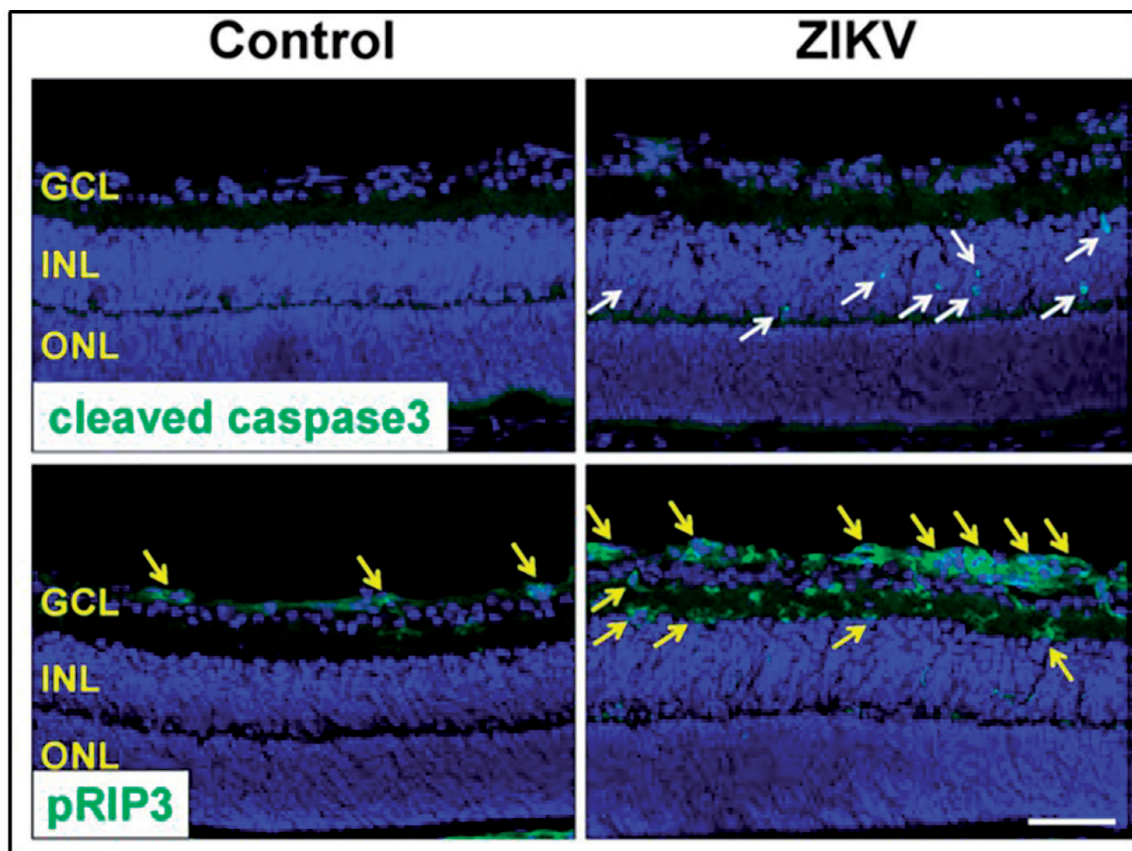 Control
ZIKV
GCL
INL
ONL
cleaved caspase3
GCL
INL
ONL
pRIP3